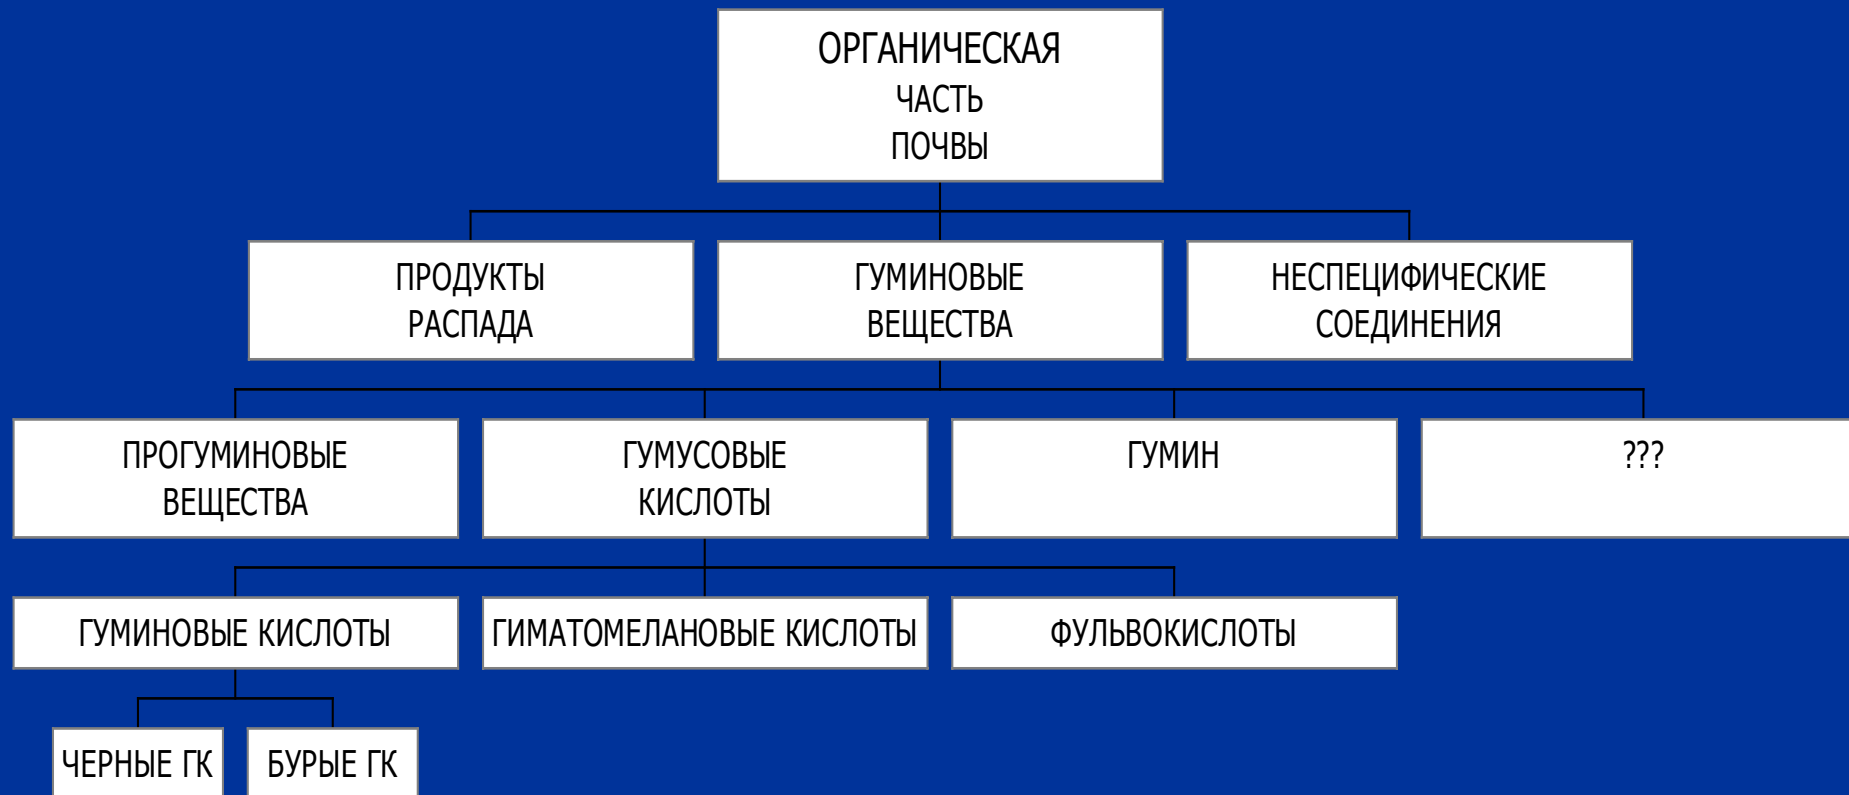 ОРГАНИЧЕСКАЯ
ЧАСТЬ
ПОЧВЫ
ПРОДУКТЫ
РАСПАДА
ГУМИНОВЫЕ
ВЕЩЕСТВА
НЕСПЕЦИФИЧЕСКИЕ
СОЕДИНЕНИЯ
ПРОГУМИНОВЫЕ
ВЕЩЕСТВА
ГУМУСОВЫЕ
КИСЛОТЫ
ГУМИН
???
ГУМИНОВЫЕ КИСЛОТЫ
ГИМАТОМЕЛАНОВЫЕ КИСЛОТЫ
ФУЛЬВОКИСЛОТЫ
ЧЕРНЫЕ ГК
БУРЫЕ ГК